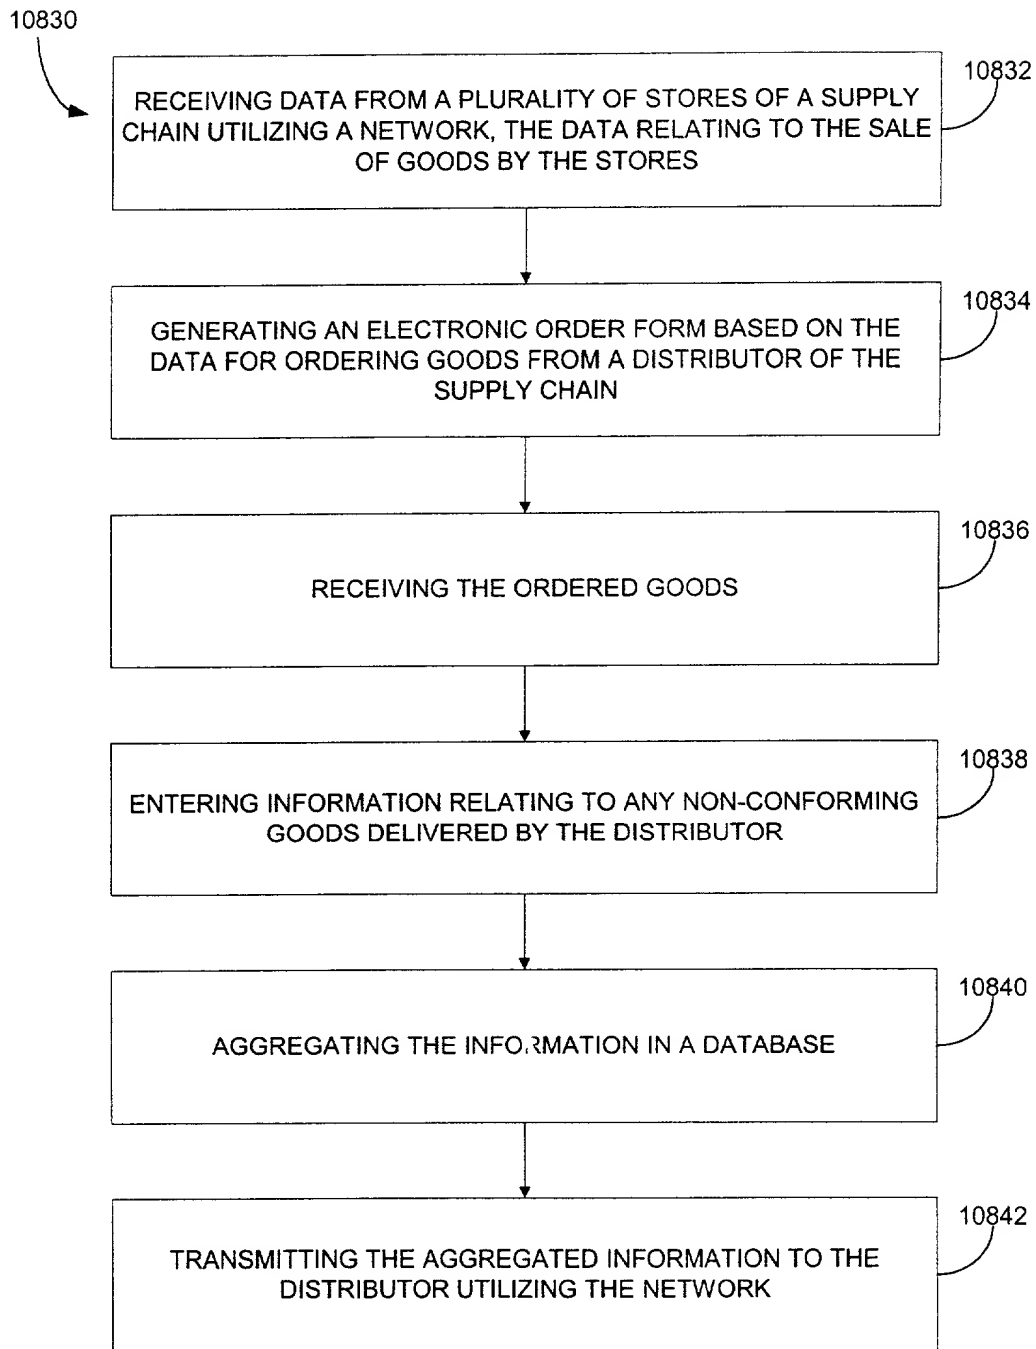 10830
10832
RECEIVING DATA FROM A PLURALITY OF STORES OF A SUPPLY
CHAIN UTILIZING A NETWORK, THE DATA RELATING TO THE SALE
OF GOODS BY THE STORES
10834
GENERATING AN ELECTRONIC ORDER FORM BASED ON THE
DATA FOR ORDERING GOODS FROM A DISTRIBUTOR OF THE
SUPPLY CHAIN
10836
RECEIVING THE ORDERED GOODS
10838
ENTERING INFORMATION RELATING TO ANY NON-CONFORMING
GOODS DELIVERED BY THE DISTRIBUTOR
10840
AGGREGATING THE INFORMATION IN A DATABASE
10842
TRANSMITTING THE AGGREGATED INFORMATION TO THE
DISTRIBUTOR UTILIZING THE NETWORK